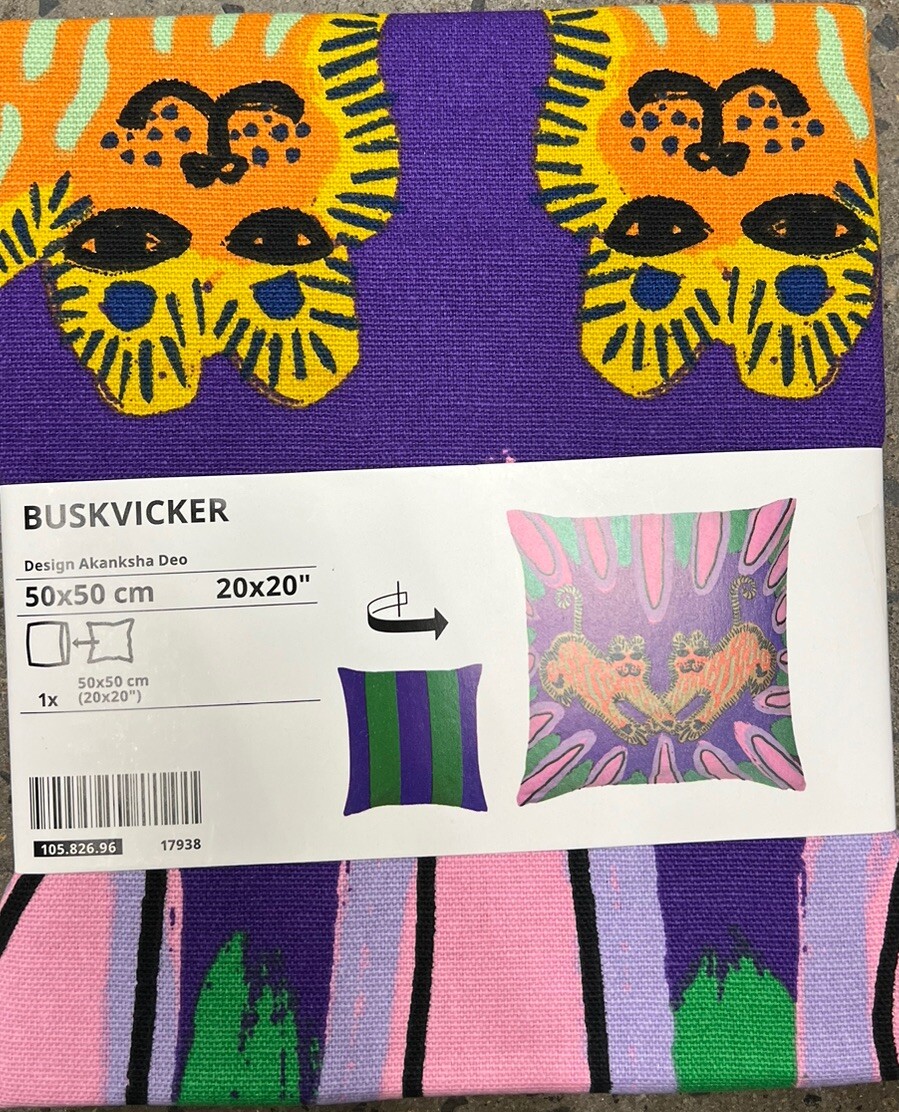 BUSKVICKER
Design Akanksha Deo
50x50 cm 20x20"
1x 50x50 cm
(20x20")
105.826.96 17938